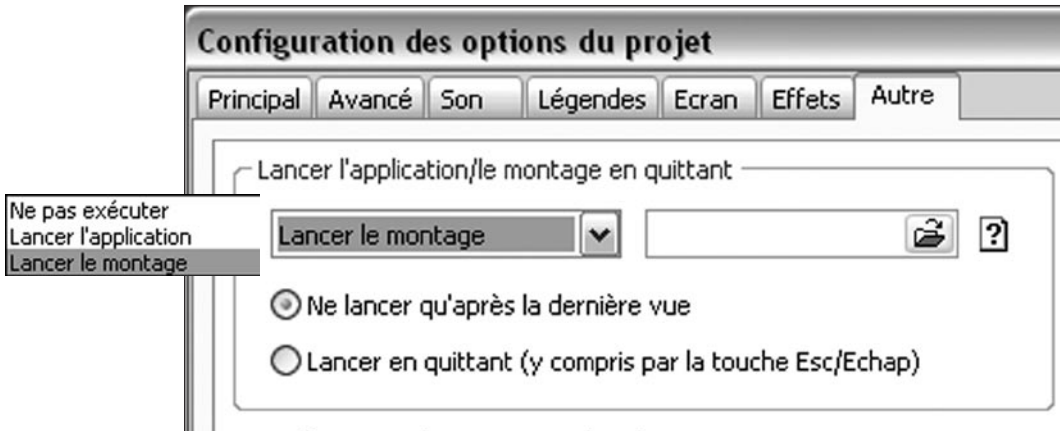 Configuration des options du projet
Principal Avancé Son Légendes Ecran Effets Autre
Lancer l'application/le montage en quittant
Ne pas exécuter
Lancer l'application
Lancer le montage
Lancer le montage
?
Ne lancer qu'après la dernière vue
Lancer en quittant (y compris par la touche Esc/Echap)